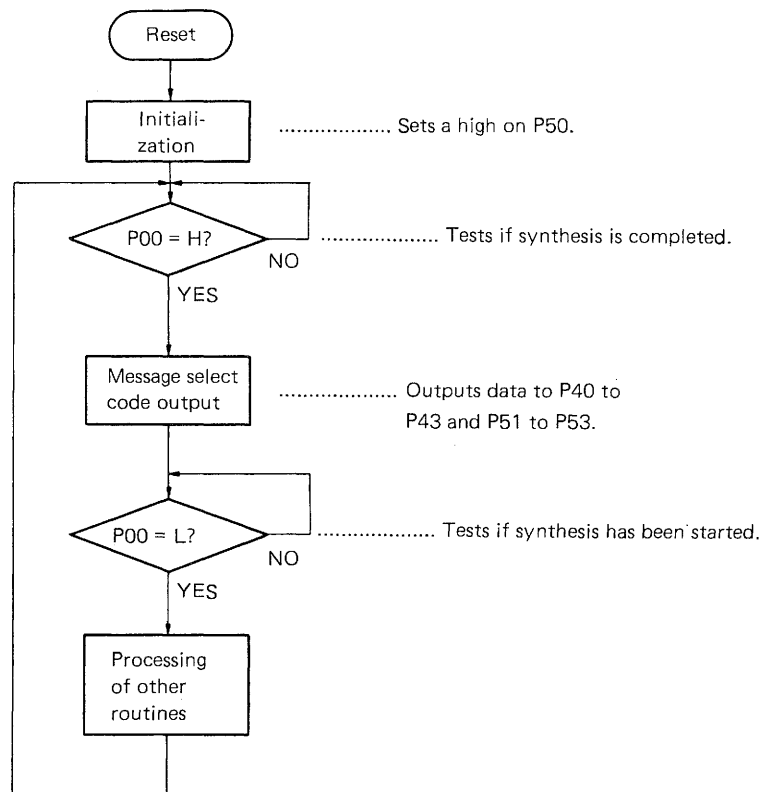 Reset
Initiali-
zation
................... Sets a high on P50.
P00 = H?
.................... Tests if synthesis is completed.
NO
YES
Message select
code output
.................... Outputs data to P40 to
P43 and P51 to P53.
P00 = L?
.................... Tests if synthesis has been started.
NO
YES
Processing
of other
routines